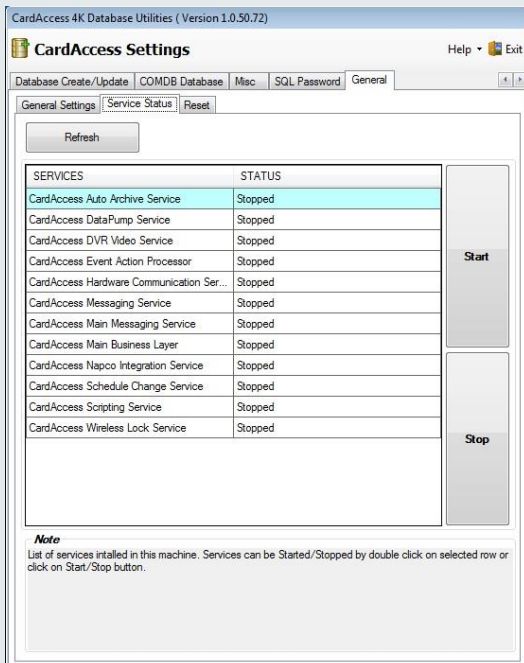 CardAccess 4K Database Utilities ( Version 1.0.50.72)
CardAccess Settings
Help
Exit
Database Create/Update COMDB Database Misc SQL Password General
General Settings Service Status Reset
Refresh
SERVICES STATUS
CardAccess Auto Archive Service Stopped
CardAccess DataPump Service Stopped
CardAccess DVR Video Service Stopped
CardAccess Event Action Processor Stopped
CardAccess Hardware Communication Ser... Stopped
CardAccess Messaging Service Stopped
CardAccess Main Messaging Service Stopped
CardAccess Main Business Layer Stopped
CardAccess Napco Integration Service Stopped
CardAccess Schedule Change Service Stopped
CardAccess Scripting Service Stopped
CardAccess Wireless Lock Service Stopped
Start
Stop
Note
List of services intalled in this machine. Services can be Started/Stopped by double click on selected row or
click on Start/Stop button.